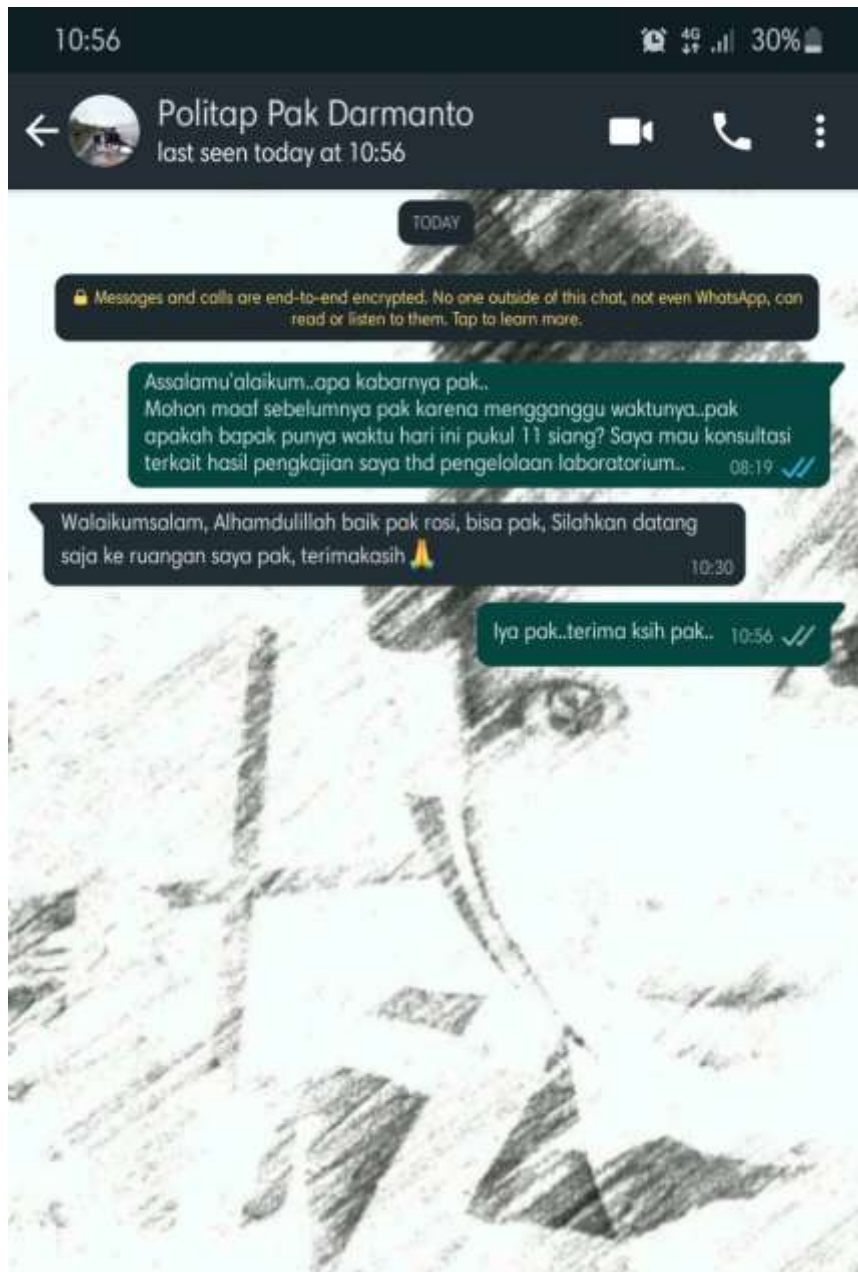 10:56
4G 30%
Politap Pak Darmanto
last seen today at 10:56
TODAY
Messages and calls are end-to-end encrypted. No one outside of this chat, not even WhatsApp, can
read or listen to them. Tap to learn more.
Assalamu'alaikum..apa kabarnya pak..
Mohon maaf sebelumnya pak karena mengganggu waktunya..pak
apakah bapak punya waktu hari ini pukul 11 siang? Saya mau konsultasi
terkait hasil pengkajian saya thd pengelolaan laboratorium.. 08:19
Walaikumsalam, Alhamdulillah baik pak rosi, bisa pak, Silahkan datang
saja ke ruangan saya pak, terimakasih 🙏
10:30
Iya pak..terima ksih pak.. 10:56